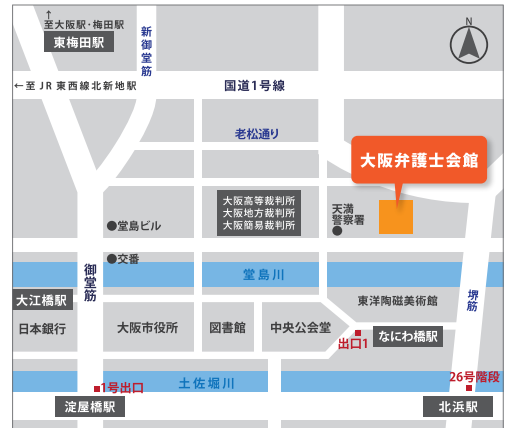 ↑
至大阪駅・梅田駅
東梅田駅
新御堂筋
N
←至JR東西線北新地駅
国道1号線
老松通り
大阪弁護士会館
大阪高等裁判所
大阪地方裁判所
大阪簡易裁判所
天満
警察署
●堂島ビル
●交番
御堂筋
堂島川
大江橋駅
東洋陶磁美術館
堺筋
日本銀行
大阪市役所
図書館
中央公会堂
なにわ橋駅
出口1
土佐堀川
1号出口
26号階段
淀屋橋駅
北浜駅